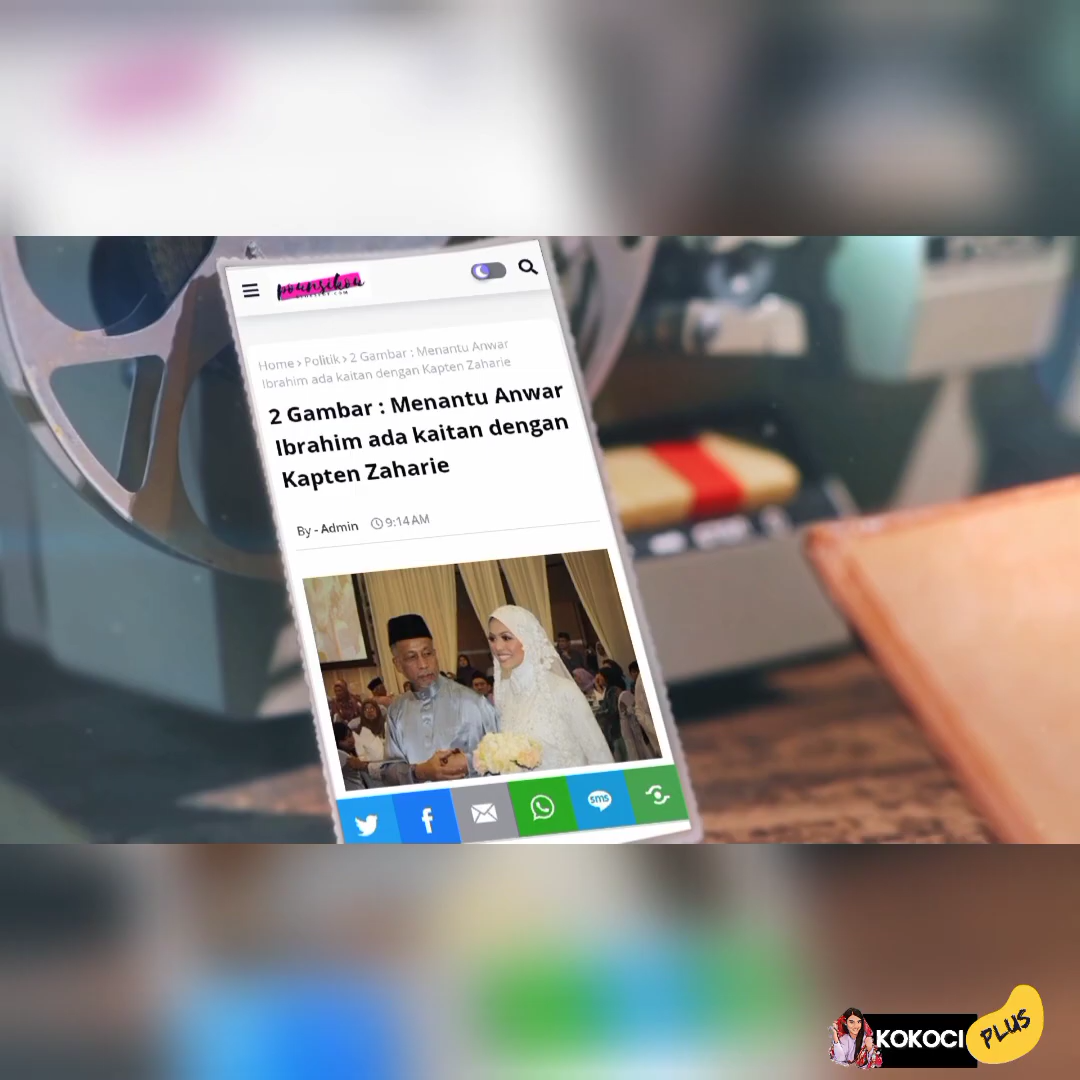 pounsikou
Home › Politik › 2 Gambar : Menantu Anwar
Ibrahim ada kaitan dengan Kapten Zaharie
2 Gambar : Menantu Anwar
Ibrahim ada kaitan dengan
Kapten Zaharie
By - Admin 9:14 AM
sms
KOKOCI PLUS